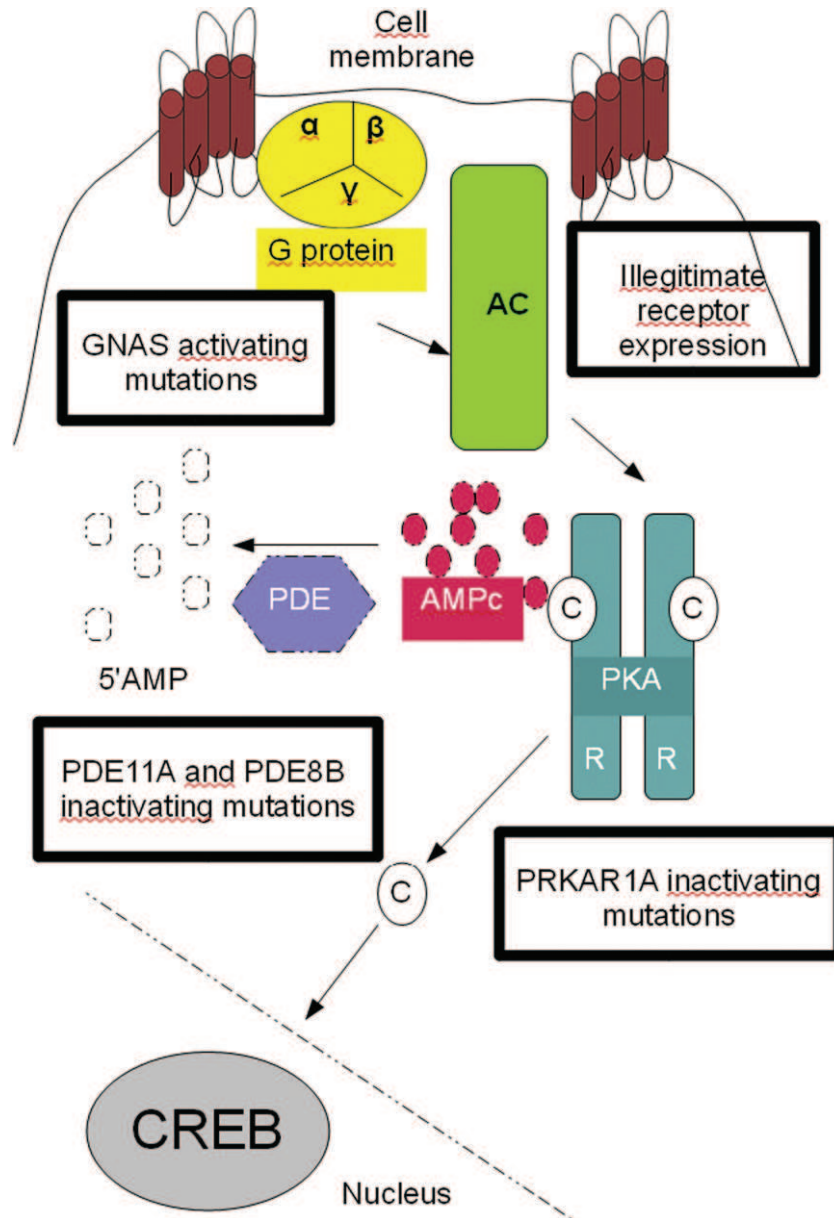 Cell
membrane
α
β
γ
G protein
AC
Illegitimate
receptor
expression
GNAS activating
mutations
PDE
AMPc
C
C
5'AMP
PKA
R
R
PDE11A and PDE8B
inactivating mutations
PRKAR1A inactivating
mutations
C
CREB
Nucleus